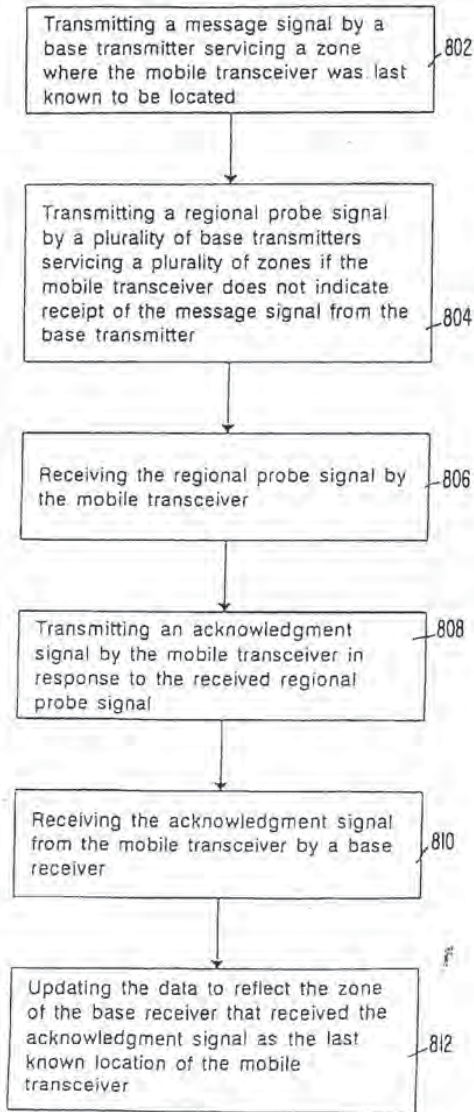 Transmitting a message signal by a
base transmitter servicing a zone
where the mobile transceiver was last
known to be located
802
Transmitting a regional probe signal
by a plurality of base transmitters
servicing a plurality of zones if the
mobile transceiver does not indicate
receipt of the message signal from the
base transmitter
804
Receiving the regional probe signal by
the mobile transceiver
806
Transmitting an acknowledgment
signal by the mobile transceiver in
response to the received regional
probe signal
808
Receiving the acknowledgment signal
from the mobile transceiver by a base
receiver
810
Updating the data to reflect the zone
of the base receiver that received the
acknowledgment signal as the last
known location of the mobile
transceiver
812